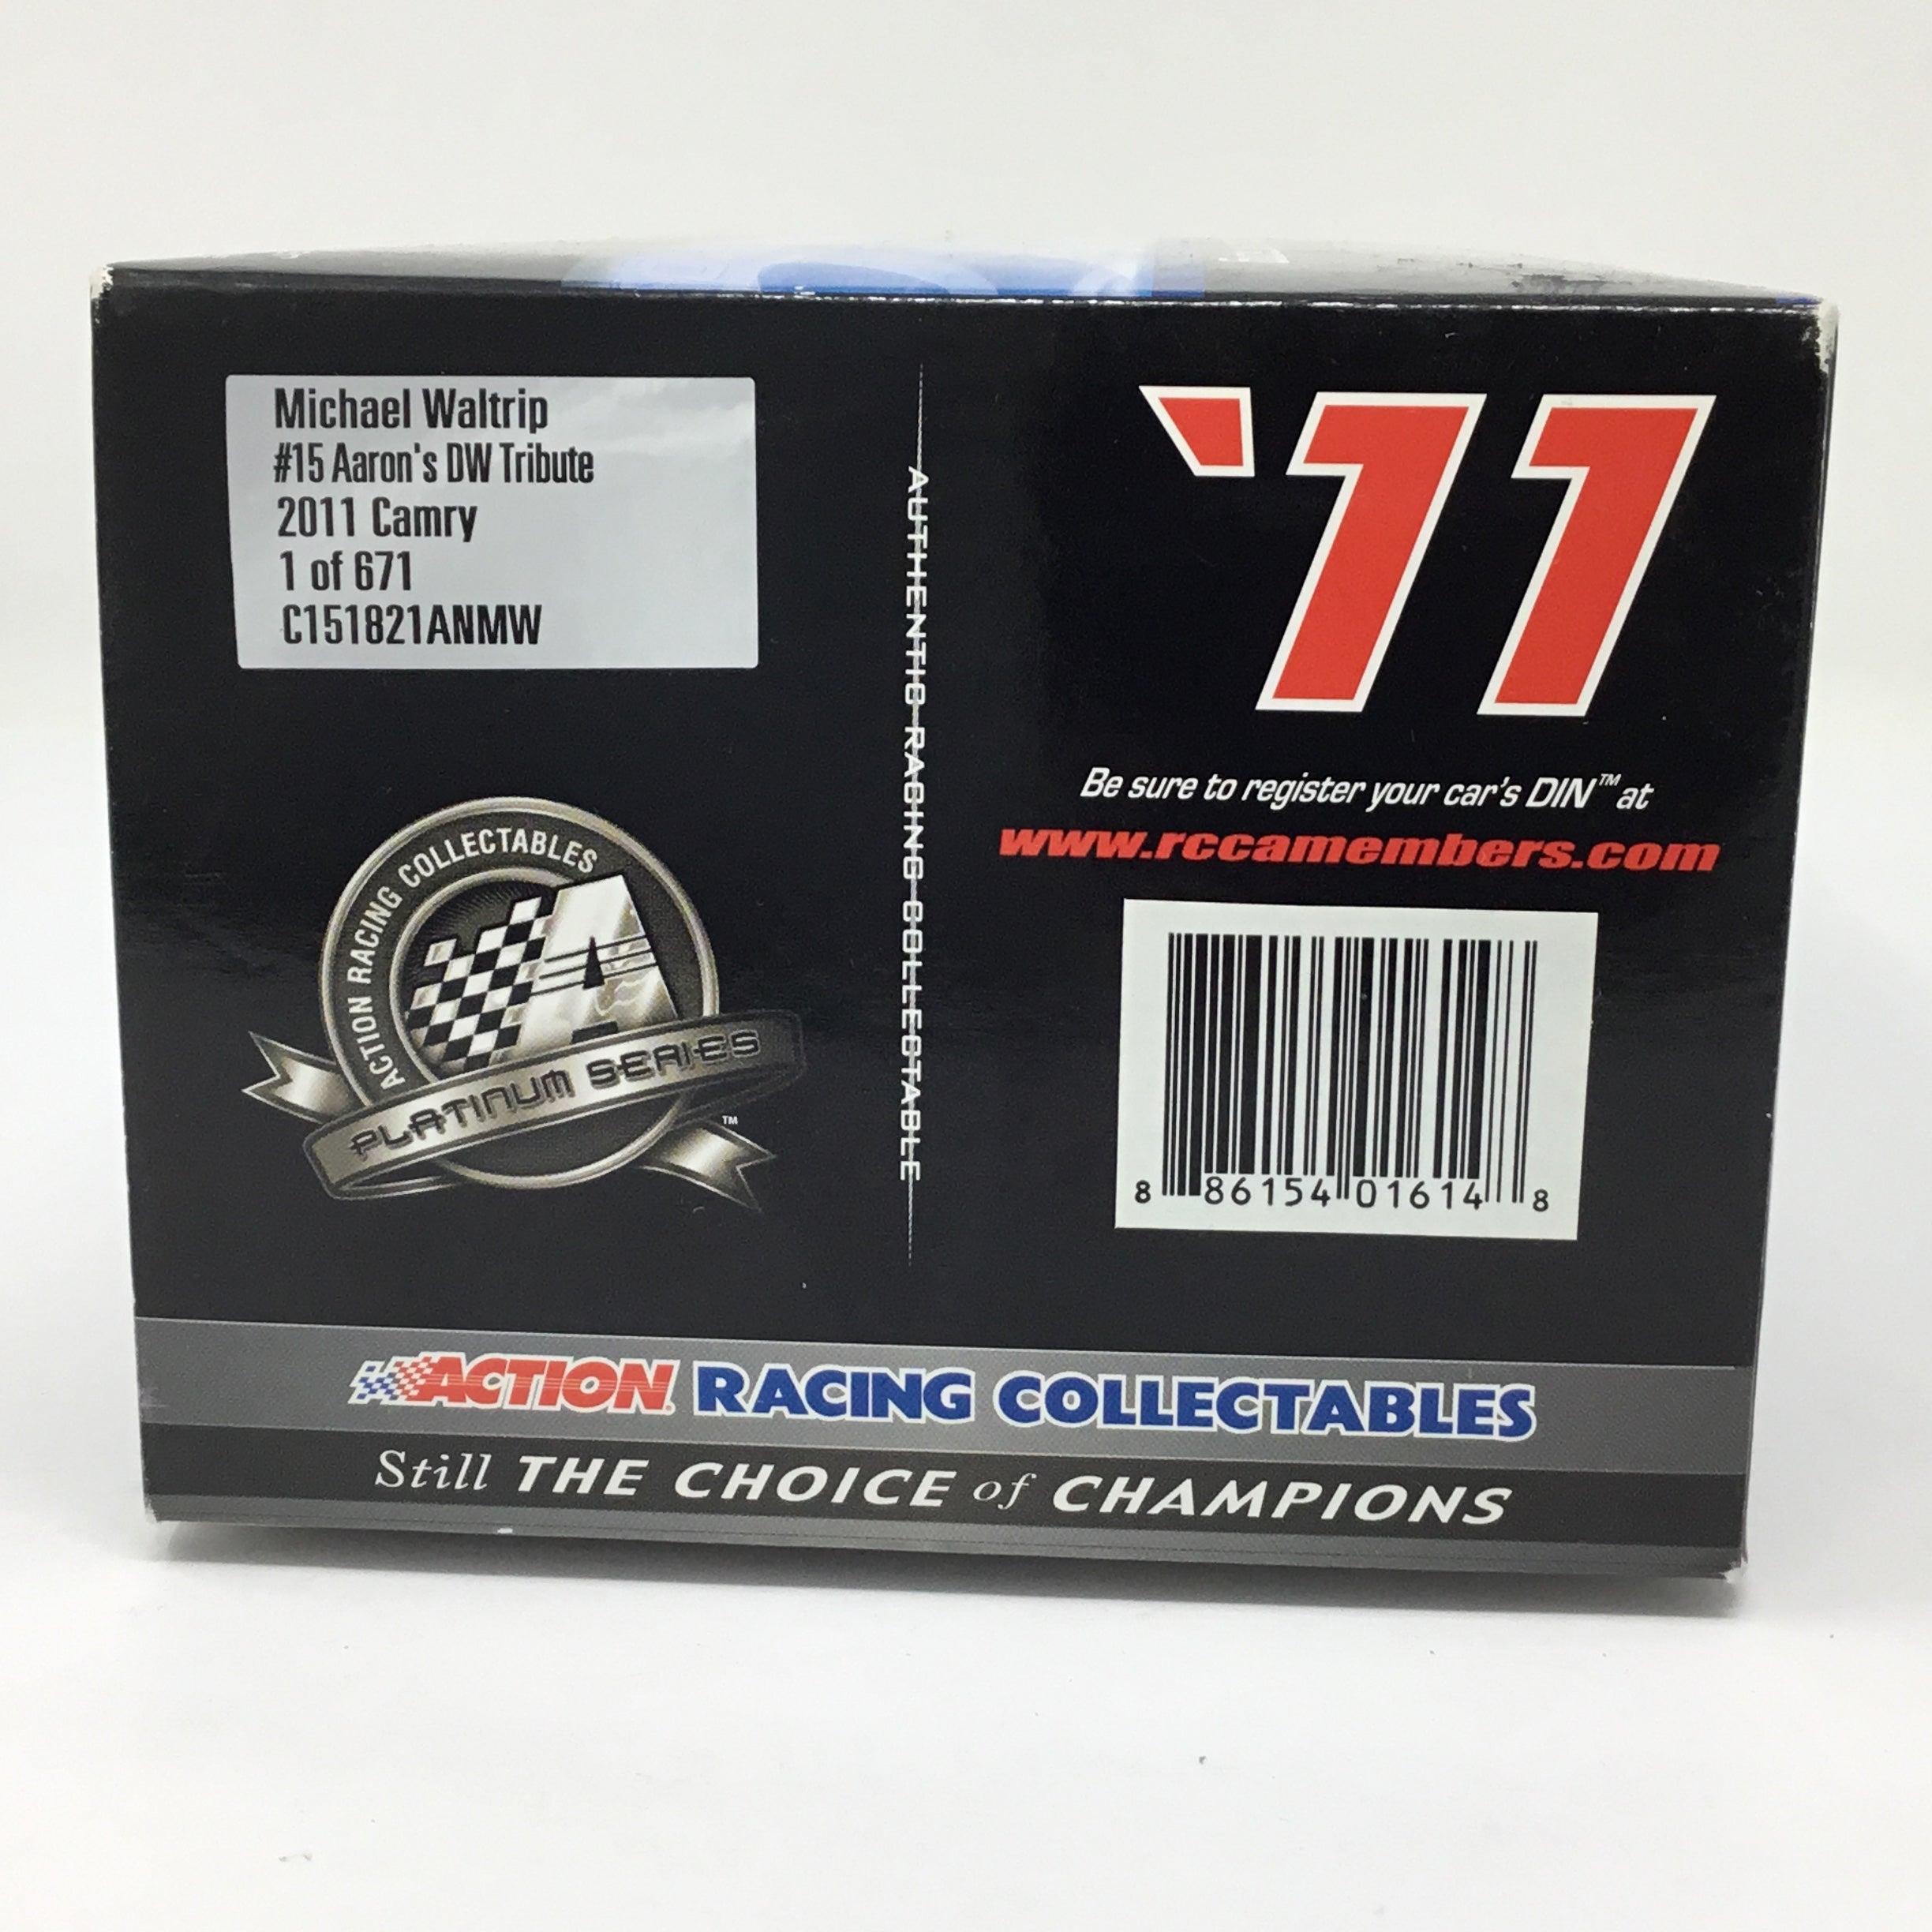 Michael Waltrip
#15 Aaron's DW Tribute
2011 Camry
1 of 671
C151821ANMW
ACTION RACING COLLECTABLES
A
PLATINUM SERIES
TM
AUTHENTIC RACING COLLECTABLE
'11
Be sure to register your car's DIN™ at
www.rccamembers.com
8 86154 01614 8
ACTION RACING COLLECTABLES
Still THE CHOICE of CHAMPIONS